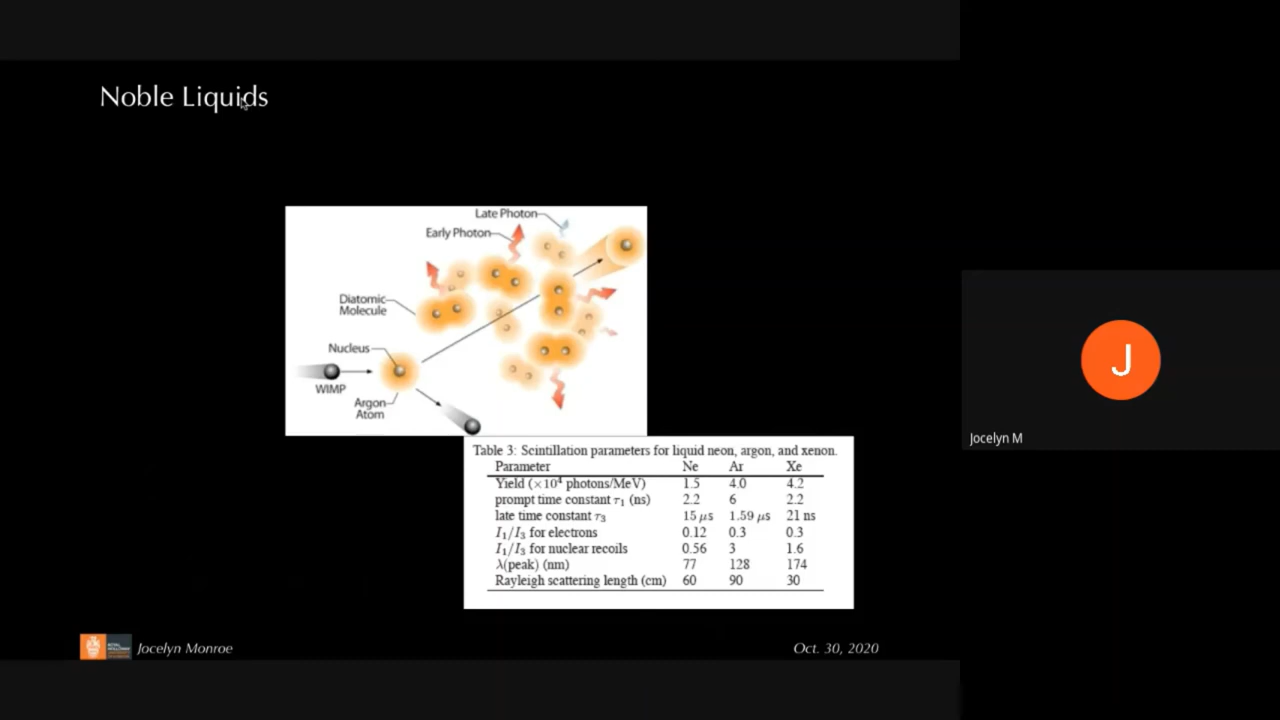 Noble Liquids
Late Photon
Early Photon
Diatomic
Molecule
Nucleus
WIMP
Argon
Atom
Table 3: Scintillation parameters for liquid neon, argon, and xenon.
Parameter Ne Ar Xe
Yield (×10⁴ photons/MeV) 1.5 4.0 4.2
prompt time constant τ₁ (ns) 2.2 6 2.2
late time constant τ₃ 15 μs 1.59 μs 21 ns
I₁/I₃ for electrons 0.12 0.3 0.3
I₁/I₃ for nuclear recoils 0.56 3 1.6
λ(peak) (nm) 77 128 174
Rayleigh scattering length (cm) 60 90 30
Jocelyn Monroe
Oct. 30, 2020
J
Jocelyn M